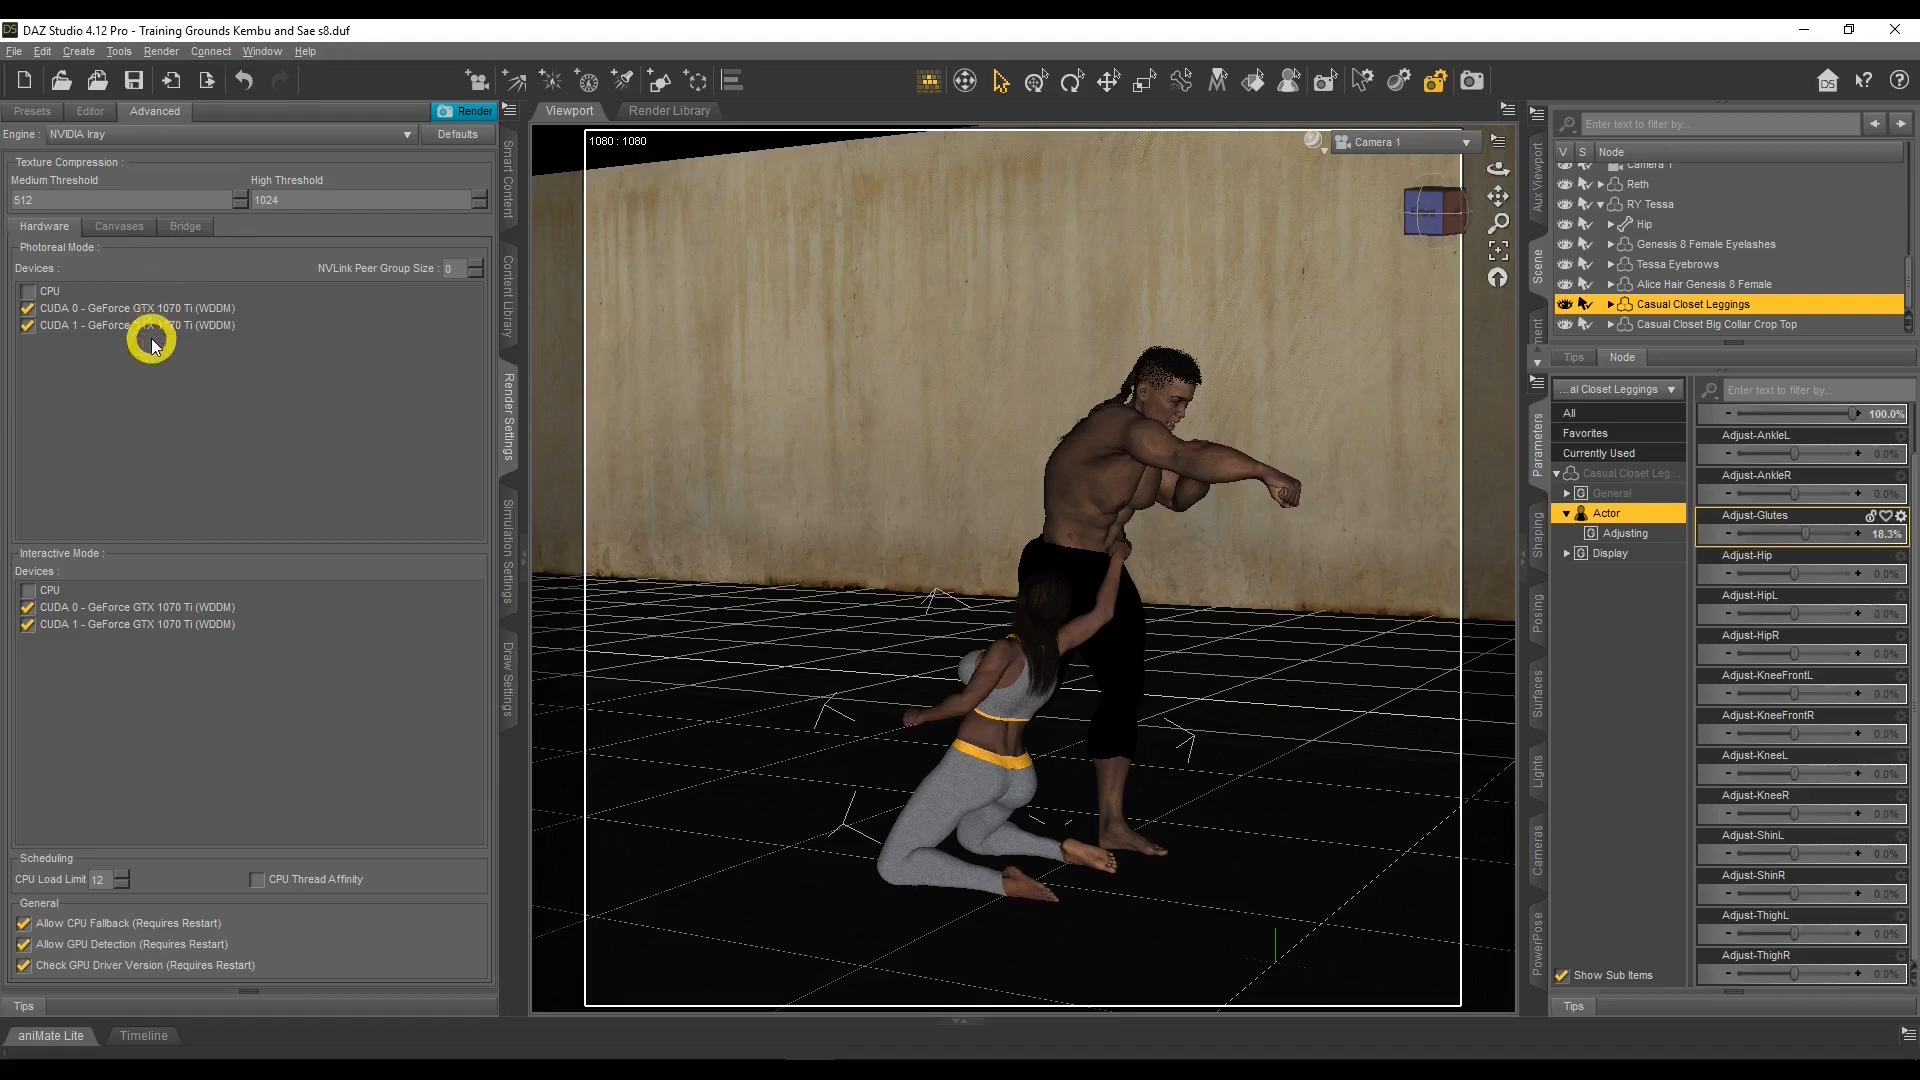 DAZ Studio 4.12 Pro - Training Grounds Kembu and Sae s8.duf
File Edit Create Tools Render Connect Window Help
Presets Editor Advanced Render
Engine : NVIDIA Iray Defaults
Texture Compression :
Medium Threshold High Threshold
512 1024
Hardware Canvases Bridge
Photoreal Mode :
Devices : NVLink Peer Group Size : 0
CPU
CUDA 0 - GeForce GTX 1070 Ti (WDDM)
CUDA 1 - GeForce GTX 1070 Ti (WDDM)
Interactive Mode :
Devices :
CPU
CUDA 0 - GeForce GTX 1070 Ti (WDDM)
CUDA 1 - GeForce GTX 1070 Ti (WDDM)
Scheduling
CPU Load Limit 12 CPU Thread Affinity
General
Allow CPU Fallback (Requires Restart)
Allow GPU Detection (Requires Restart)
Check GPU Driver Version (Requires Restart)
Tips
aniMate Lite Timeline
Smart Content
Content Library
Render Settings
Simulation Settings
Draw Settings
Viewport Render Library
1080 : 1080
Camera 1
Front
Aux Viewport
Scene
Parameters
Shaping
Posing
Surfaces
Lights
Cameras
PowerPose
Enter text to filter by...
V S Node
Camera 1
Reth
RY Tessa
Hip
Genesis 8 Female Eyelashes
Tessa Eyebrows
Alice Hair Genesis 8 Female
Casual Closet Leggings
Casual Closet Big Collar Crop Top
Tips Node
...al Closet Leggings
Enter text to filter by...
All
Favorites
Currently Used
Casual Closet Leg...
General
Actor
Adjusting
Display
Show Sub Items
Tips
100.0%
Adjust-AnkleL
0.0%
Adjust-AnkleR
0.0%
Adjust-Glutes
18.3%
Adjust-Hip
0.0%
Adjust-HipL
0.0%
Adjust-HipR
0.0%
Adjust-KneeFrontL
0.0%
Adjust-KneeFrontR
0.0%
Adjust-KneeL
0.0%
Adjust-KneeR
0.0%
Adjust-ShinL
0.0%
Adjust-ShinR
0.0%
Adjust-ThighL
0.0%
Adjust-ThighR
0.0%